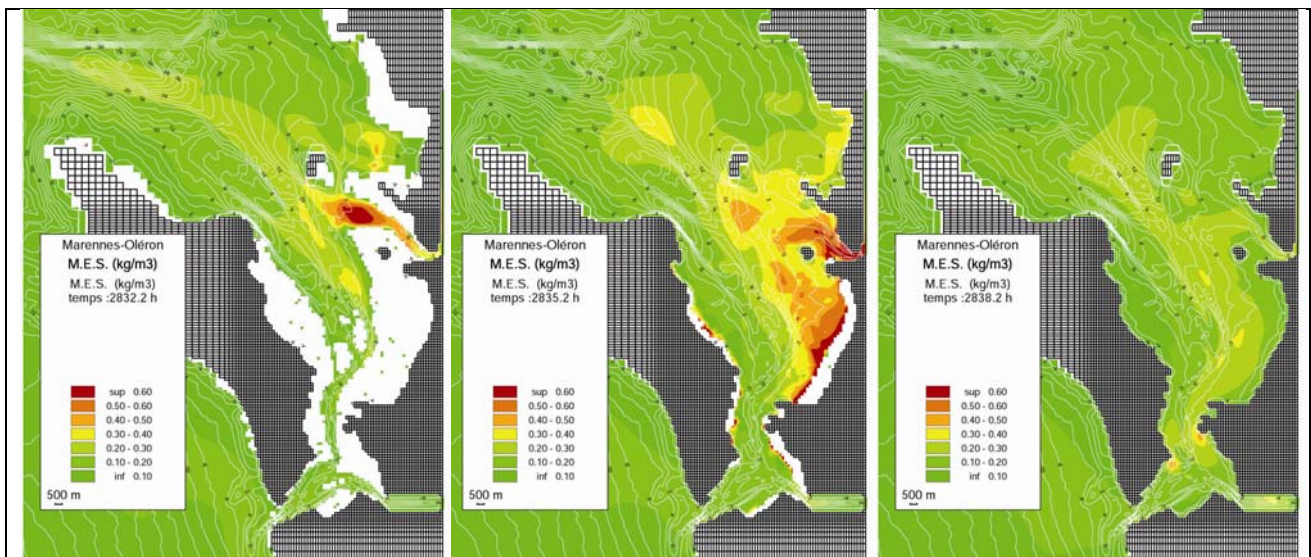 Marennes-Oléron
M.E.S. (kg/m3)
M.E.S. (kg/m3)
temps :2832.2 h
sup 0.60
0.50 - 0.60
0.40 - 0.50
0.30 - 0.40
0.20 - 0.30
0.10 - 0.20
inf 0.10
500 m
Marennes-Oléron
M.E.S. (kg/m3)
M.E.S. (kg/m3)
temps :2835.2 h
sup 0.60
0.50 - 0.60
0.40 - 0.50
0.30 - 0.40
0.20 - 0.30
0.10 - 0.20
inf 0.10
500 m
Marennes-Oléron
M.E.S. (kg/m3)
M.E.S. (kg/m3)
temps :2838.2 h
sup 0.60
0.50 - 0.60
0.40 - 0.50
0.30 - 0.40
0.20 - 0.30
0.10 - 0.20
inf 0.10
500 m